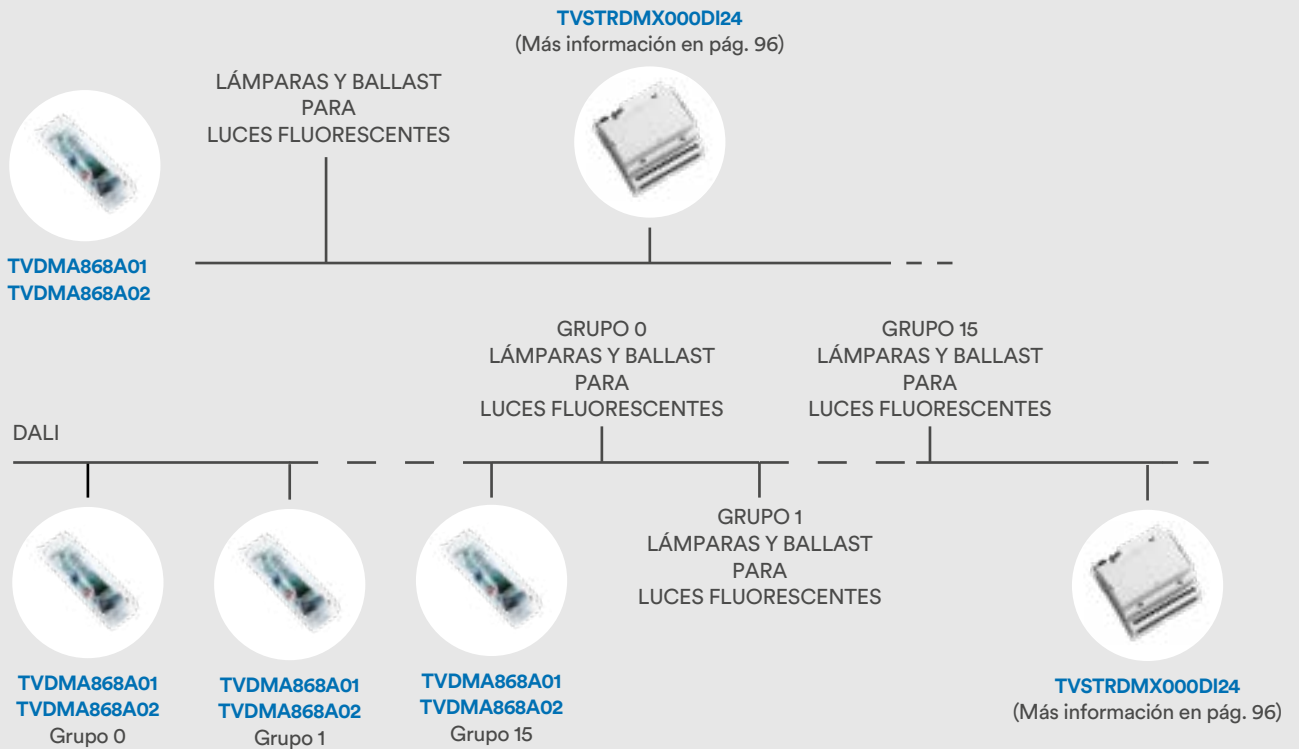 TVSTRDMX000DI24
(Más información en pág. 96)
LÁMPARAS Y BALLAST
PARA
LUCES FLUORESCENTES
TVDMA868A01
TVDMA868A02
GRUPO 0
LÁMPARAS Y BALLAST
PARA
LUCES FLUORESCENTES
GRUPO 15
LÁMPARAS Y BALLAST
PARA
LUCES FLUORESCENTES
DALI
GRUPO 1
LÁMPARAS Y BALLAST
PARA
LUCES FLUORESCENTES
TVDMA868A01
TVDMA868A02
Grupo 0
TVDMA868A01
TVDMA868A02
Grupo 1
TVDMA868A01
TVDMA868A02
Grupo 15
TVSTRDMX000DI24
(Más información en pág. 96)